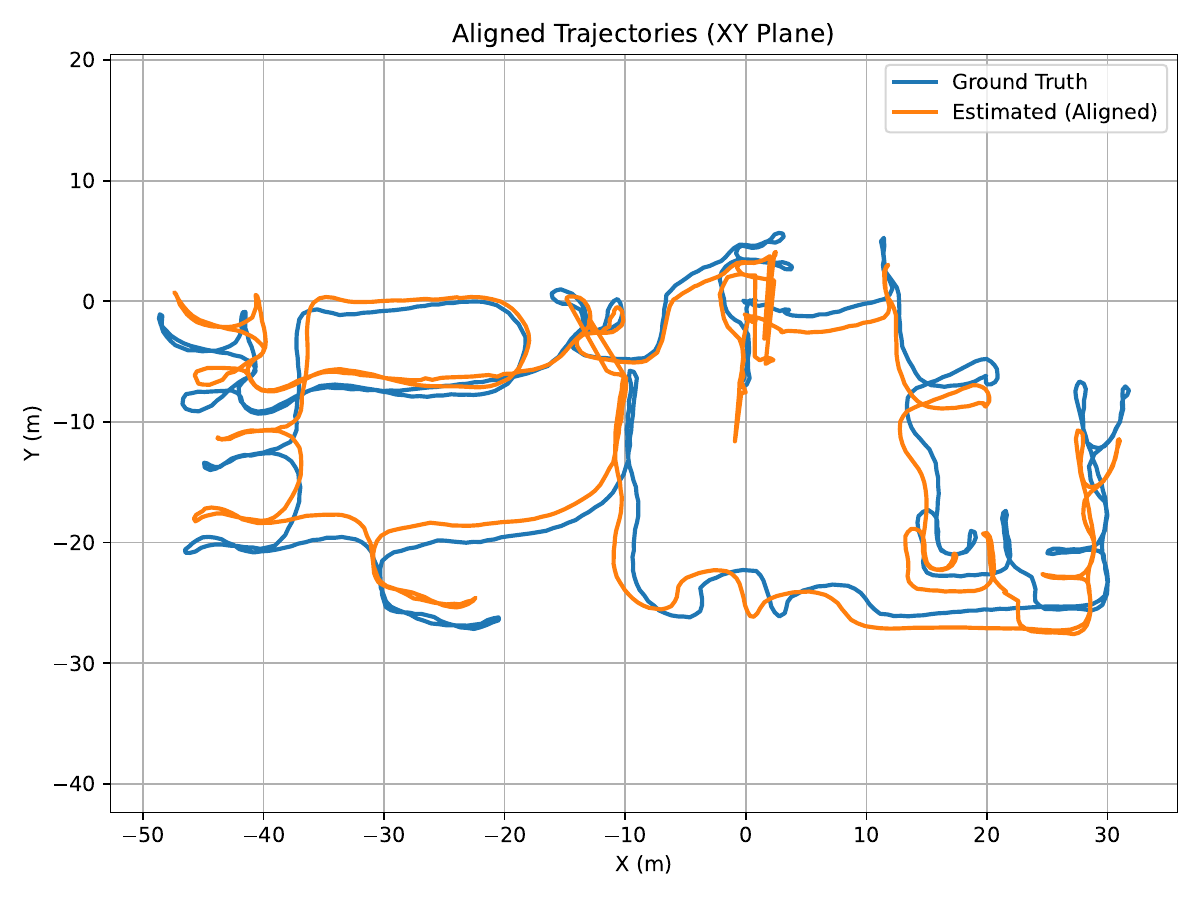 Aligned Trajectories (XY Plane)
Ground Truth
Estimated (Aligned)
20
10
0
−10
−20
−30
−40
Y (m)
−50 −40 −30 −20 −10 0 10 20 30
X (m)